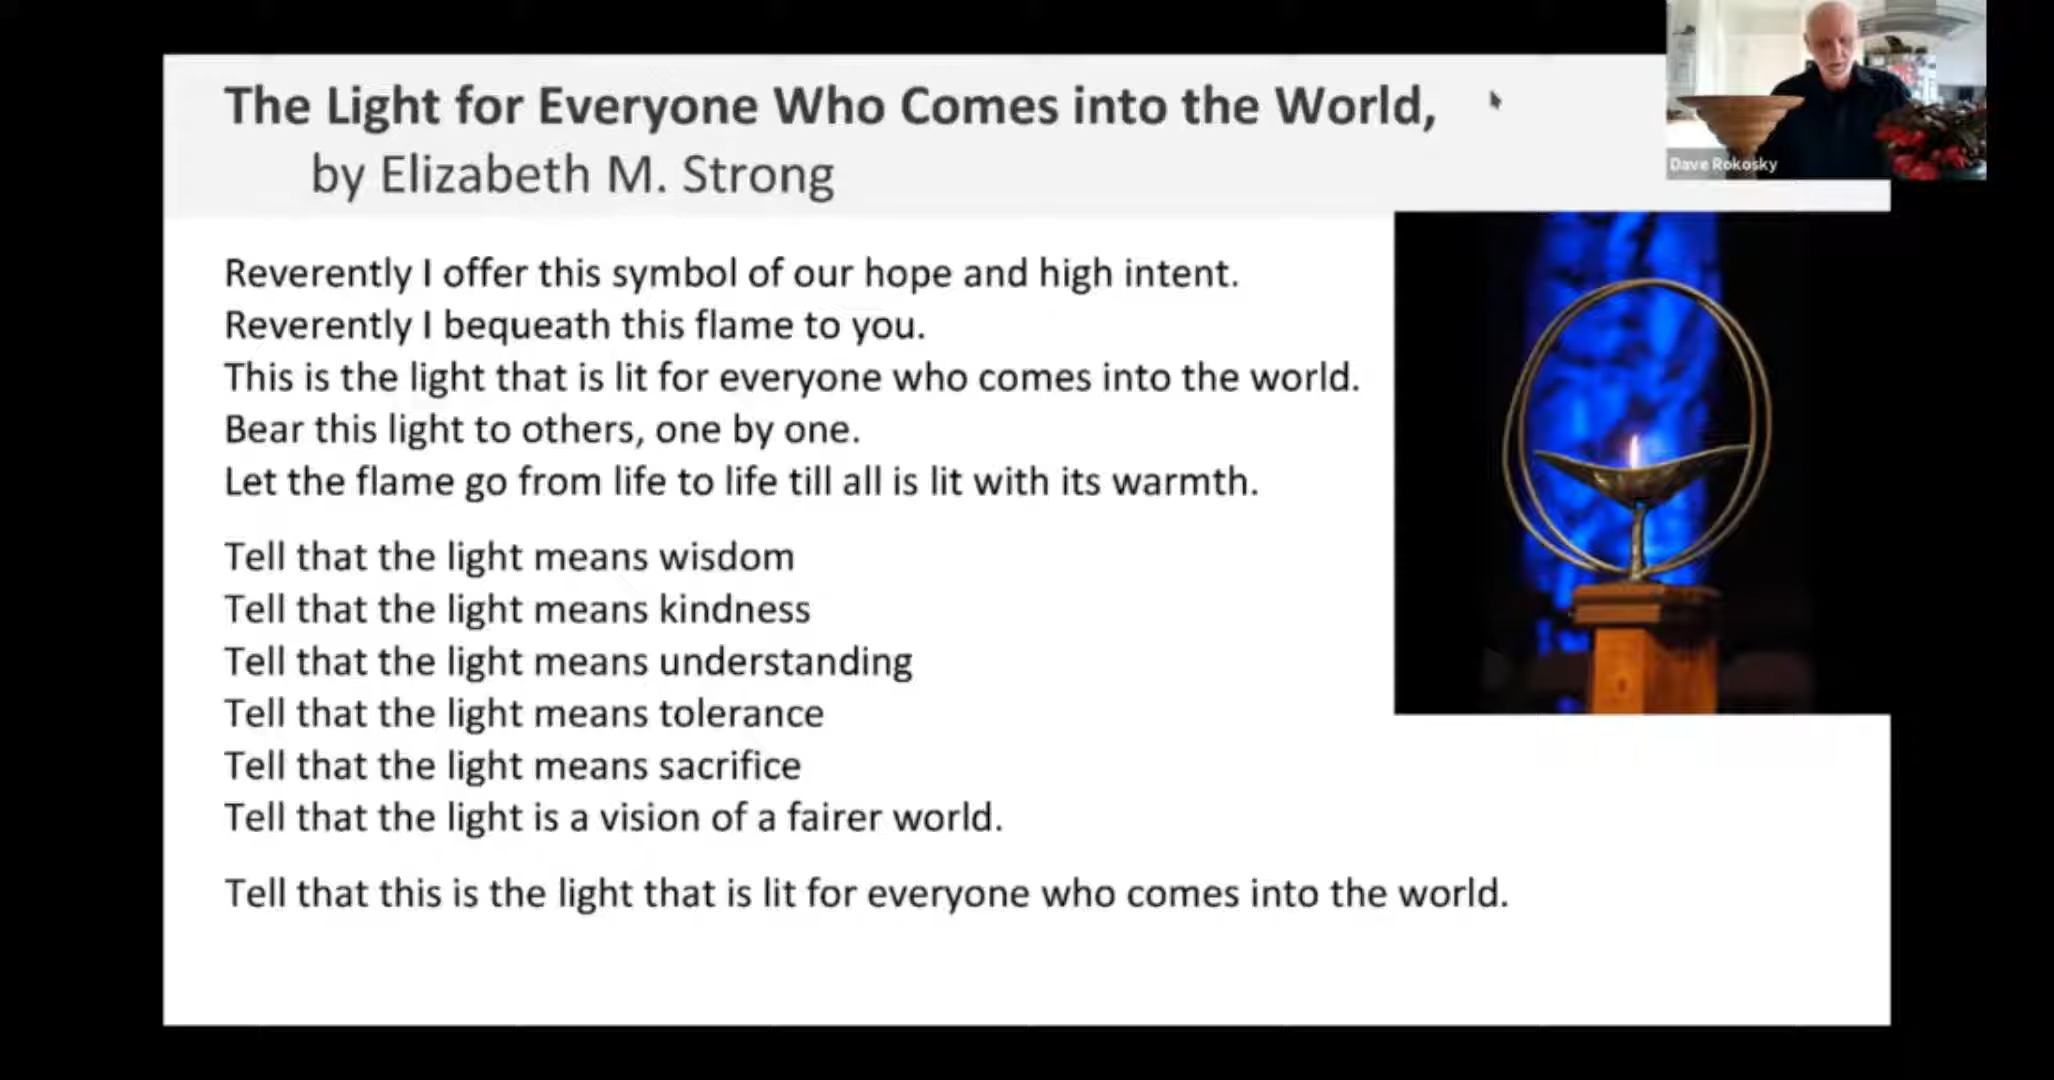 The Light for Everyone Who Comes into the World,
by Elizabeth M. Strong
Dave Rokosky
Reverently I offer this symbol of our hope and high intent.
Reverently I bequeath this flame to you.
This is the light that is lit for everyone who comes into the world.
Bear this light to others, one by one.
Let the flame go from life to life till all is lit with its warmth.
Tell that the light means wisdom
Tell that the light means kindness
Tell that the light means understanding
Tell that the light means tolerance
Tell that the light means sacrifice
Tell that the light is a vision of a fairer world.
Tell that this is the light that is lit for everyone who comes into the world.